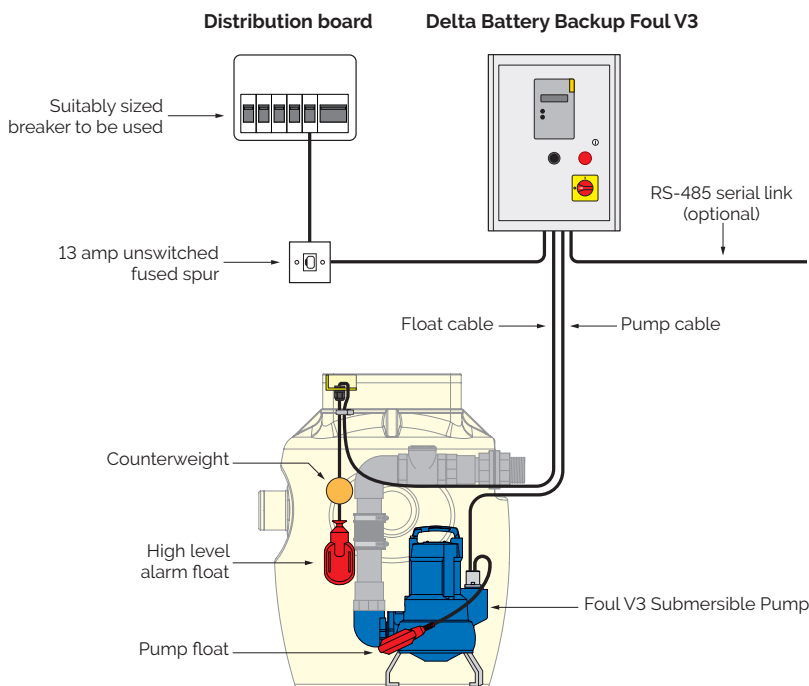 Distribution board
Delta Battery Backup Foul V3
Suitably sized
breaker to be used
RS-485 serial link
(optional)
13 amp unswitched
fused spur
Float cable
Pump cable
Counterweight
High level
alarm float
Foul V3 Submersible Pump
Pump float